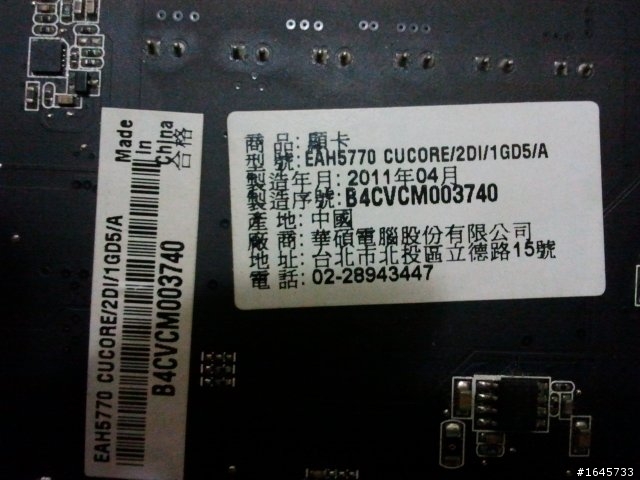 Made
In
China
合格
EAH5770 CUCORE/2DI/1GD5/A
B4CVCM003740
商 品: 顯卡
型 號: EAH5770 CUCORE/2DI/1GD5/A
製造年月: 2011年04月
製造序號: B4CVCM003740
產 地: 中國
廠 商: 華碩電腦股份有限公司
地 址: 台北市北投區立德路15號
電 話: 02-28943447
#1645733